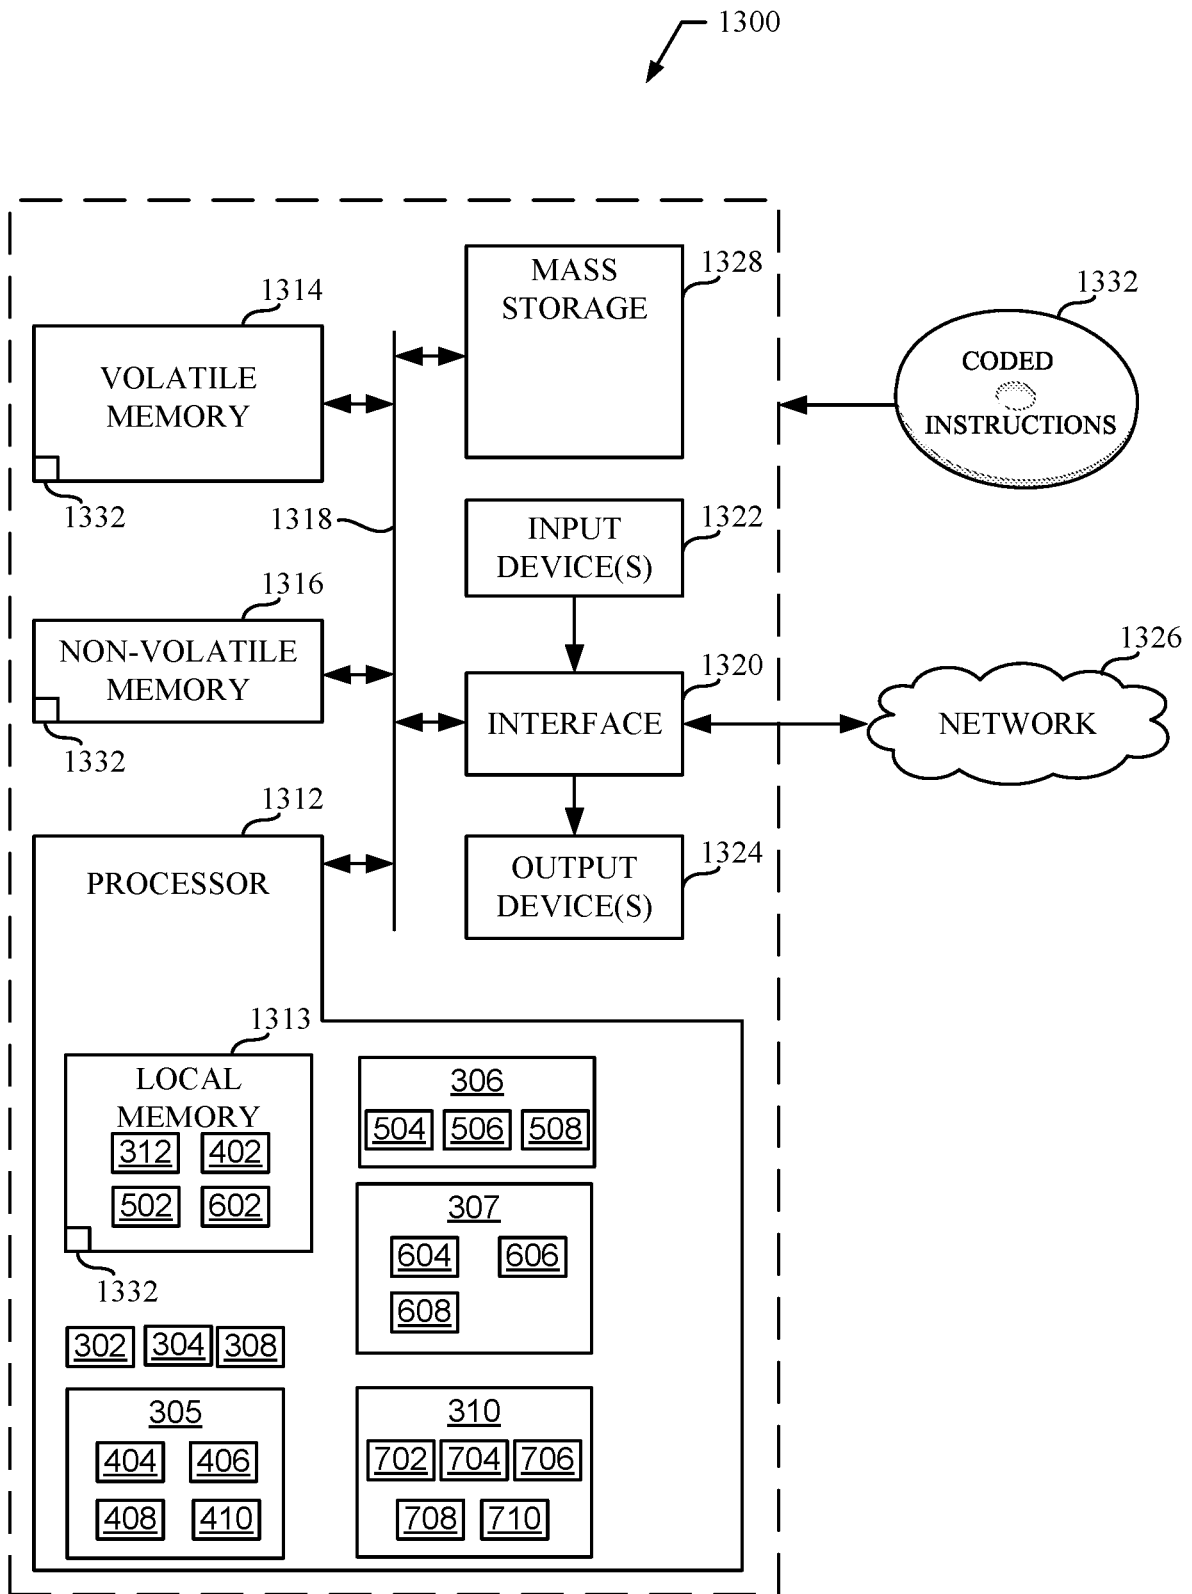 1300
1314
VOLATILE
MEMORY
1332
MASS
STORAGE
1328
1332
CODED
INSTRUCTIONS
1318
INPUT
DEVICE(S)
1322
1316
NON-VOLATILE
MEMORY
1332
1320
INTERFACE
1326
NETWORK
1312
PROCESSOR
OUTPUT
DEVICE(S)
1324
1313
LOCAL
MEMORY
312 402
502 602
1332
306
504 506 508
307
604 606
608
302 304 308
305
404 406
408 410
310
702 704 706
708 710